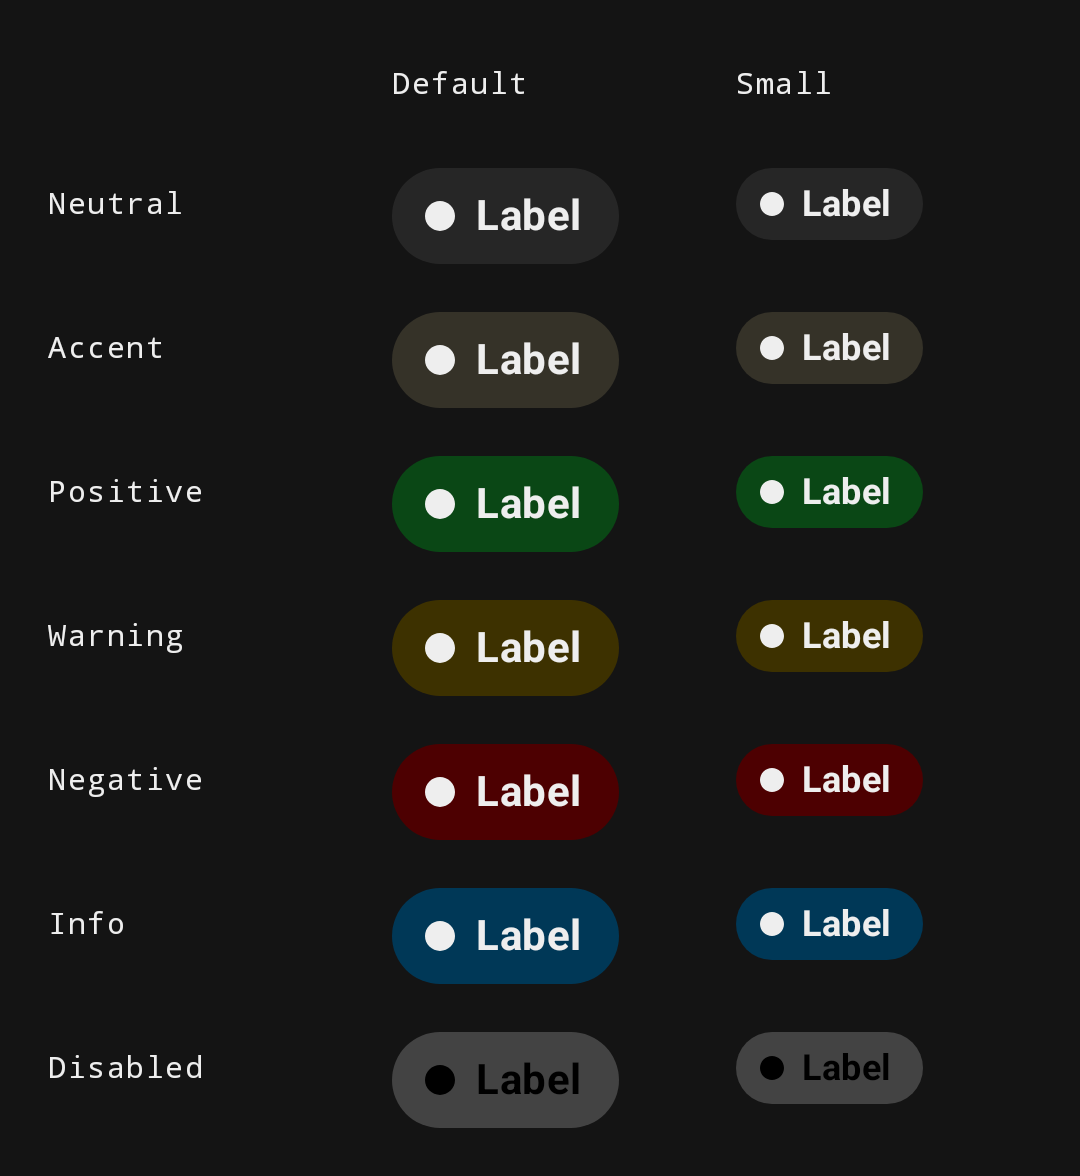 Default Small
Neutral Label Label
Accent Label Label
Positive Label Label
Warning Label Label
Negative Label Label
Info Label Label
Disabled Label Label